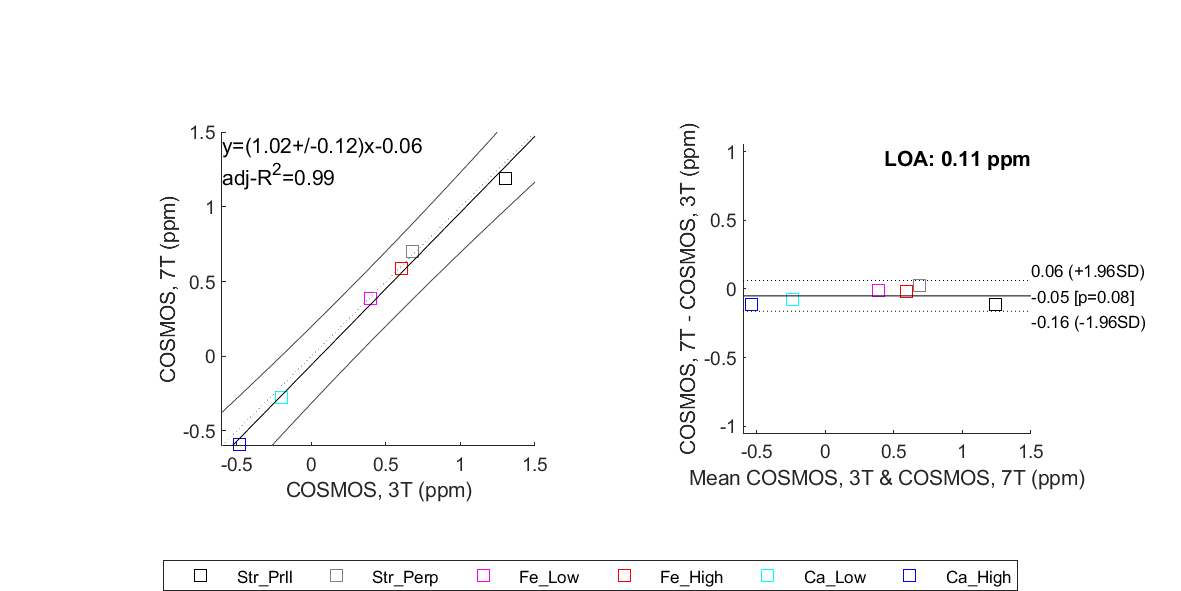 y=(1.02+/-0.12)x-0.06
adj-R2=0.99
COSMOS, 7T (ppm)
1.5
1
0.5
0
-0.5
-0.5 0 0.5 1 1.5
COSMOS, 3T (ppm)
LOA: 0.11 ppm
COSMOS, 7T - COSMOS, 3T (ppm)
1
0.5
0
-0.5
-1
0.06 (+1.96SD)
-0.05 [p=0.08]
-0.16 (-1.96SD)
-0.5 0 0.5 1 1.5
Mean COSMOS, 3T & COSMOS, 7T (ppm)
Str_Prll Str_Perp Fe_Low Fe_High Ca_Low Ca_High